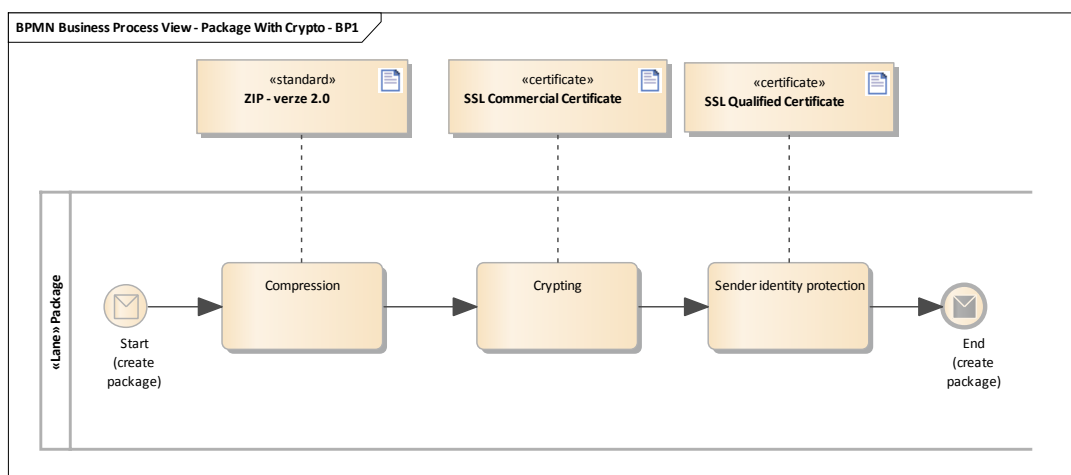 BPMN Business Process View - Package With Crypto - BP1
«standard»
ZIP - verze 2.0
«certificate»
SSL Commercial Certificate
«certificate»
SSL Qualified Certificate
«Lane» Package
Start
(create
package)
Compression
Crypting
Sender identity protection
End
(create
package)